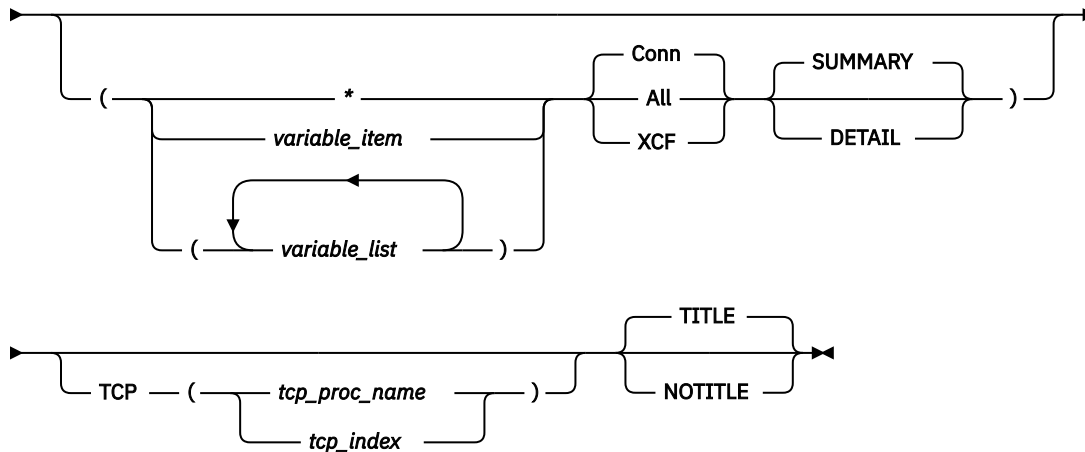 Conn SUMMARY
( * All )
variable_item XCF DETAIL
( variable_list )
TITLE
TCP ( tcp_proc_name ) NOTITLE
tcp_index